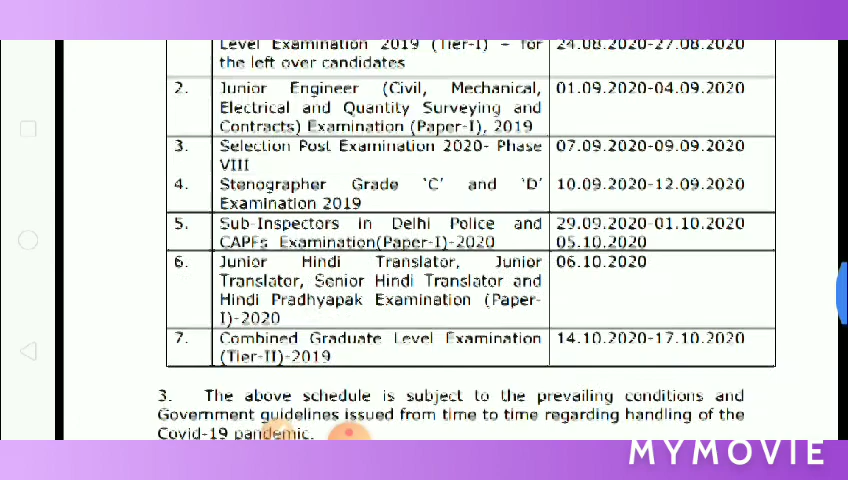 Level Examination 2019 (Tier-I) – for 24.08.2020-27.08.2020
the left over candidates
2. Junior Engineer (Civil, Mechanical, 01.09.2020-04.09.2020
Electrical and Quantity Surveying and
Contracts) Examination (Paper-I), 2019
3. Selection Post Examination 2020- Phase 07.09.2020-09.09.2020
VIII
4. Stenographer Grade 'C' and 'D' 10.09.2020-12.09.2020
Examination 2019
5. Sub-Inspectors in Delhi Police and 29.09.2020-01.10.2020
CAPFs Examination(Paper-I)-2020 05.10.2020
6. Junior Hindi Translator, Junior 06.10.2020
Translator, Senior Hindi Translator and
Hindi Pradhyapak Examination (Paper-
I)-2020
7. Combined Graduate Level Examination 14.10.2020-17.10.2020
(Tier-II)-2019
3. The above schedule is subject to the prevailing conditions and
Government guidelines issued from time to time regarding handling of the
Covid-19 pandemic.
MYMOVIE